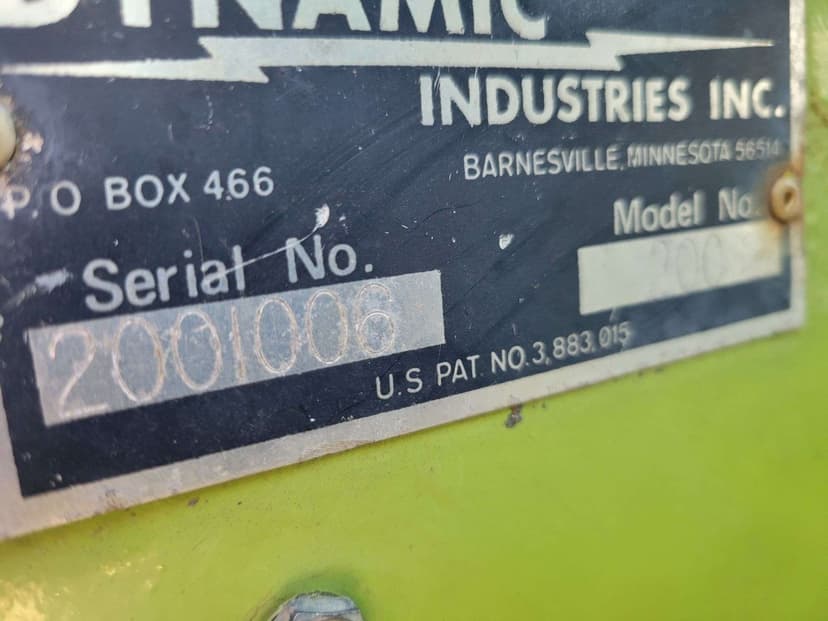 DYNAMIC
INDUSTRIES INC.
BARNESVILLE, MINNESOTA 56514
P.O BOX 466
Model No.
Serial No.
2001006
U.S PAT. NO. 3,883,015